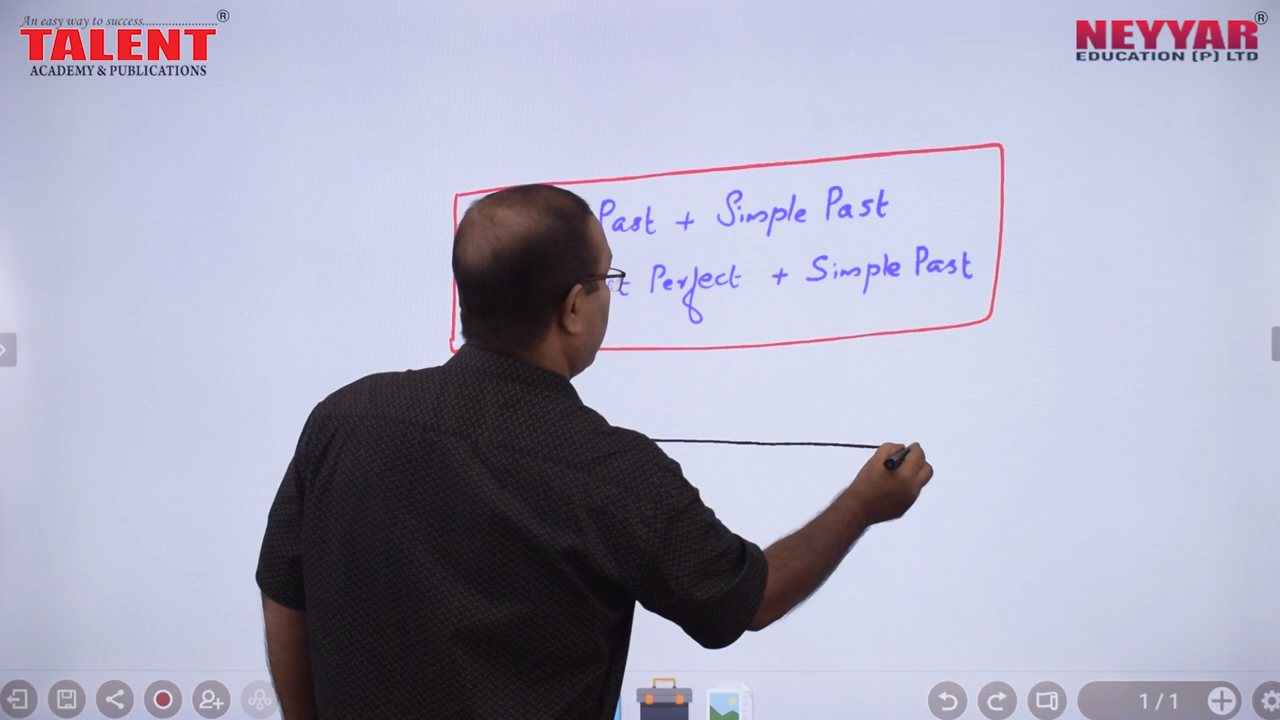 An easy way to success........................®
TALENT
ACADEMY & PUBLICATIONS
NEYYAR®
EDUCATION (P) LTD
Past + Simple Past
Perfect + Simple Past
1 / 1